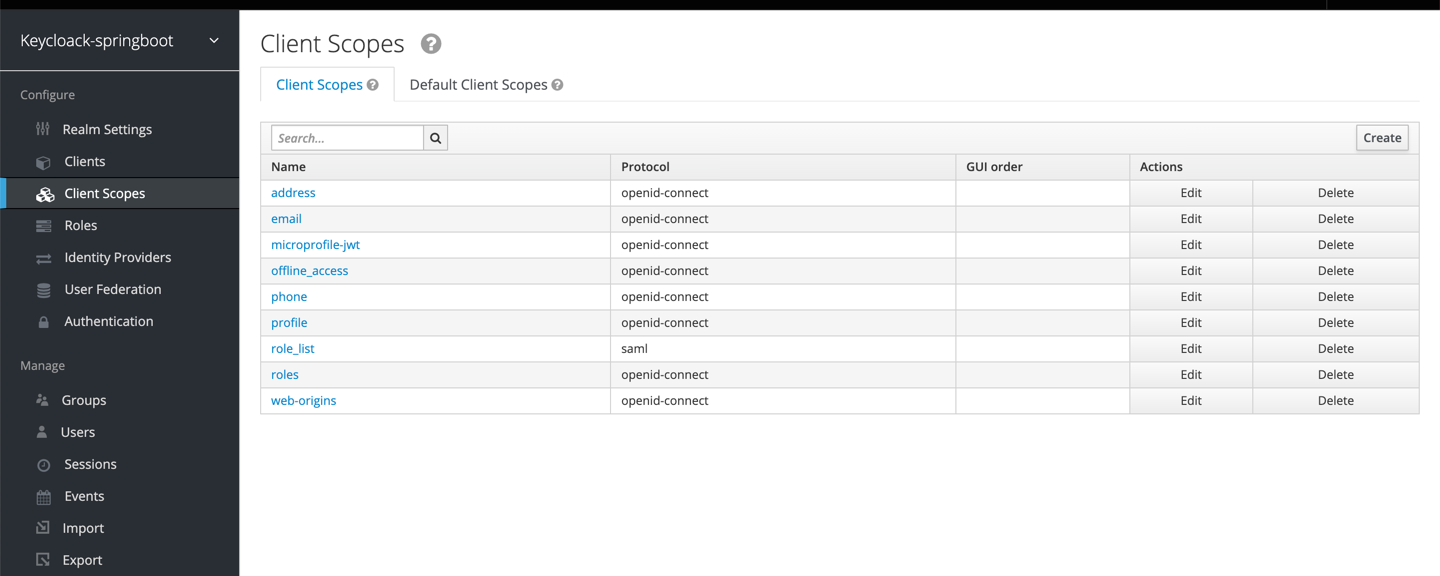 Keycloack-springboot
Configure
Realm Settings
Clients
Client Scopes
Roles
Identity Providers
User Federation
Authentication
Manage
Groups
Users
Sessions
Events
Import
Export
Client Scopes ?
Client Scopes ? Default Client Scopes ?
Search... Create
Name Protocol GUI order Actions
address openid-connect Edit Delete
email openid-connect Edit Delete
microprofile-jwt openid-connect Edit Delete
offline_access openid-connect Edit Delete
phone openid-connect Edit Delete
profile openid-connect Edit Delete
role_list saml Edit Delete
roles openid-connect Edit Delete
web-origins openid-connect Edit Delete